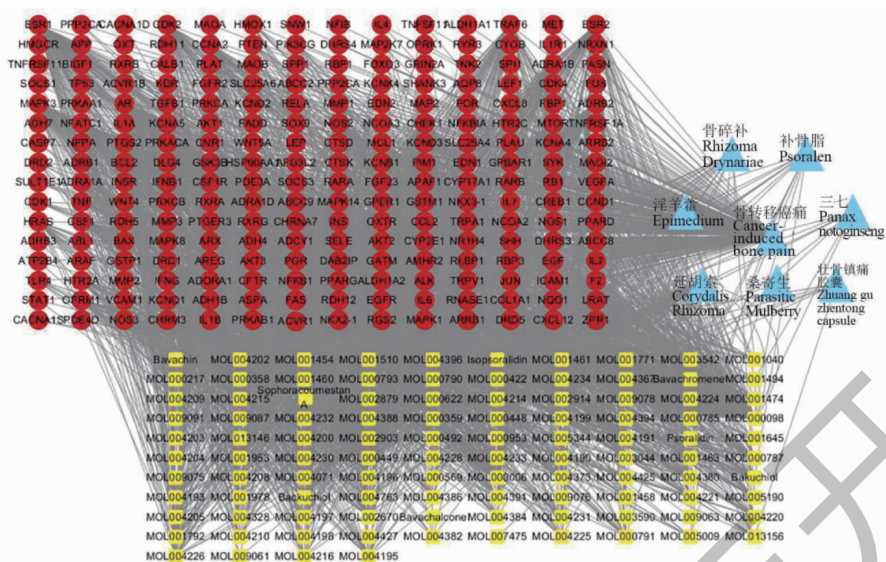 ESR1 PPP3CA CACNA1D CDK2 MAOA HMOX1 SNW1 NFIB IL4 TNFSF11 ALDH1A1 TRAF6 MET ESR2
HMGCR APP OXT RDH11 CCNA2 PTEN PIK3CG DHRS4 MAP2K7 OPRK1 RYR3 CYGB IL1R1 NRXN1
TNFRSF11B IGF1 RXRB CALB1 PLAT MAOB SPP1 RBP1 FOXO3 GRIN2A TNK2 SPI1 ADRA1B FASN
SOCS1 TP53 ACVR1B KDR FGFR2 SLC25A6 ABCC2 PPP2CA KCNK4 SHANK3 AQP8 LEF1 CDK4 FOS
MAPK3 PRKAA1 AR TGFB1 PRKCA KCND2 RELA MMP1 EDN2 MAP2 POR CXCL8 FBP1 ADRB2
ADH7 NFATC1 IL1A KCNA5 AKT1 FADD SOX9 NOS2 NCOA3 CHEK1 NFKBIA HTR2C MTOR TNFRSF1A
CASP7 PTGS2 PRKACA CNR1 WNT5A LEP CTSD MCL1 KCND3 SLC25A4 PLAU KCNA4 ARRB2
DRD2 ADRB1 BCL2 DLG4 GSK3B HSP90AA1 AFG3L2 CTSK KCNB1 PIM1 EDN1 GPBAR1 SYK MAGI2
SULT1E1 ADRA1A INSR IFNB1 CSF1R PDE3A SOCS3 RARA FGF23 APAF1 CYP17A1 RARB RB1 VEGFA
CDK1 TNF WNT4 PRKCB RXRA ADRA1D ABCC9 MAPK14 GPER1 GSTM1 NKX3-1 IL7 CREB1 CCND1
HRAS CSF1 RDH5 MMP3 PTGER3 RXRG CHRNA7 INS OXTR CCL2 TRPA1 NCOA2 NOS1 PPARD
ADRB3 ABL1 BAX MAPK8 ARX ADH4 ADCY1 SELE AKT2 CYP2E1 NR1H4 SHH DHRS3 ABCC8
ATP2B4 ARAF GSTP1 DRD1 AREG AKT3 PGR DAB2IP GATM AMHR2 RLBP1 RBP3 EGF IL2
TLR4 HTR2A MMP2 IFNG ADORA1 CFTR NFKB1 PPARG ALDH1A2 ALK TRPV1 JUN ICAM1 F2
STAT1 OPRM1 VCAM1 KCNQ1 ADH1B ASPA FAS RDH12 EGFR IL6 RNASE1 COL1A1 NQO1 LRAT
CACNA1S PDE4D NOS3 CHRM3 IL1B PRKAB1 ACVR1 NKX2-1 RGS2 MAPK1 ARRB1 DRD5 CXCL12 ZPR1
骨碎补
Rhizoma
Drynariae
补骨脂
Psoralen
淫羊藿
Epimedium
骨转移癌痛
Cancer-
induced
bone pain
三七
Panax
notoginseng
延胡索
Corydalis
Rhizoma
桑寄生
Parasitic
Mulberry
壮骨镇痛
胶囊
Zhuang gu
zhentong
capsule
Bavachin MOL004202 MOL001454 MOL001510 MOL004396 Isopsoralidin MOL001461 MOL001771 MOL003542 MOL001040
MOL000217 MOL000358 MOL001460 MOL000793 MOL000790 MOL000422 MOL004234 MOL004367 Bavachromene MOL001494
Sophoracoumestan
A
MOL004209 MOL004215 MOL002879 MOL000622 MOL004214 MOL002914 MOL009078 MOL004224 MOL001474
MOL009091 MOL009087 MOL004232 MOL004388 MOL000359 MOL000448 MOL004199 MOL004394 MOL000785 MOL000098
MOL004203 MOL013146 MOL004200 MOL002903 MOL000492 MOL000953 MOL005344 MOL004191 Psoralidin MOL001645
MOL004204 MOL001953 MOL004230 MOL000449 MOL004228 MOL004233 MOL003044 MOL001463 MOL000787
MOL009075 MOL004208 MOL004071 MOL004196 MOL000569 MOL000006 MOL004373 MOL004425 MOL004380 Bakuchiol
MOL004193 MOL001978 Backuchiol MOL004763 MOL004386 MOL004391 MOL009076 MOL001458 MOL004221 MOL005190
MOL004205 MOL004328 MOL004197 MOL002670 Bavachalcone MOL004384 MOL004231 MOL003590 MOL009063 MOL004220
MOL001792 MOL004210 MOL004198 MOL004427 MOL004382 MOL007475 MOL004225 MOL000791 MOL005009 MOL013156
MOL004226 MOL009061 MOL004216 MOL004195